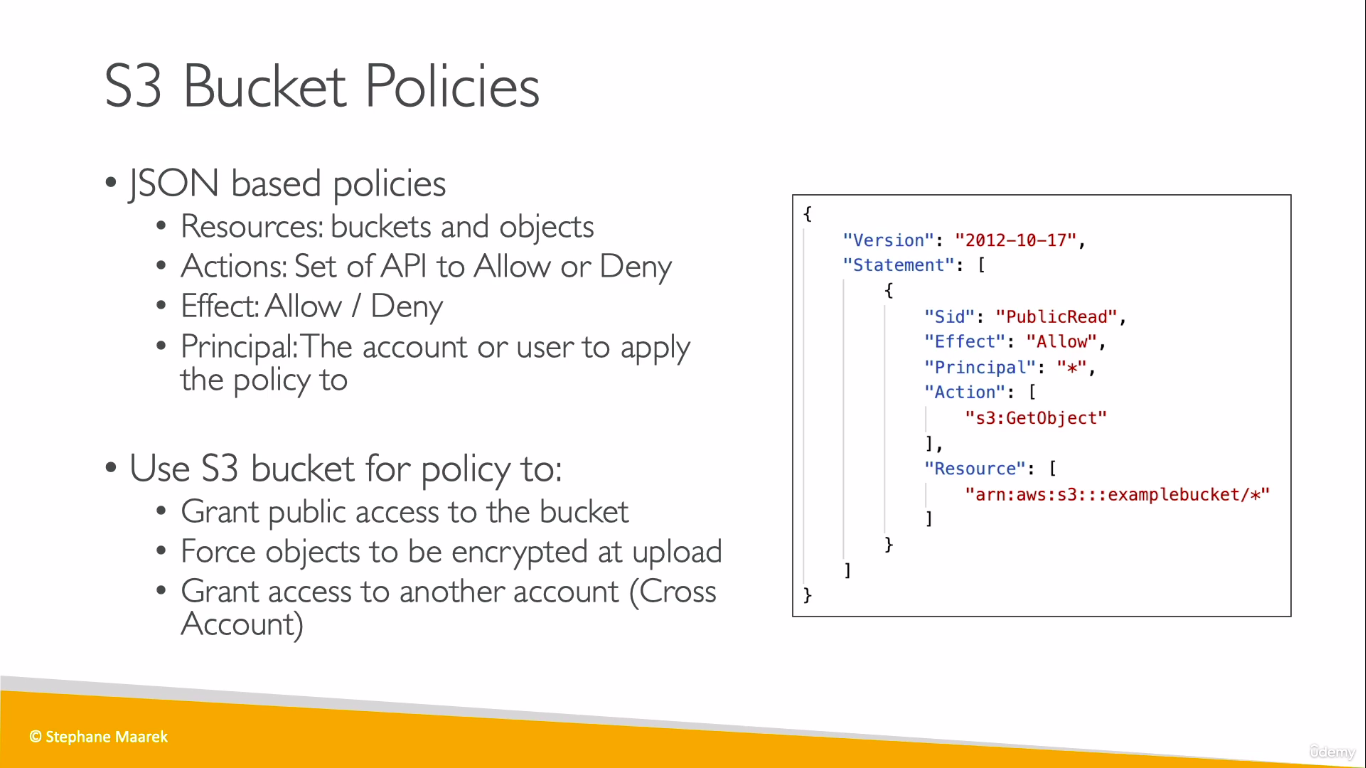 S3 Bucket Policies
• JSON based policies
• Resources: buckets and objects
• Actions: Set of API to Allow or Deny
• Effect: Allow / Deny
• Principal: The account or user to apply
the policy to
• Use S3 bucket for policy to:
• Grant public access to the bucket
• Force objects to be encrypted at upload
• Grant access to another account (Cross
Account)
{
"Version": "2012-10-17",
"Statement": [
{
"Sid": "PublicRead",
"Effect": "Allow",
"Principal": "*",
"Action": [
"s3:GetObject"
],
"Resource": [
"arn:aws:s3:::examplebucket/*"
]
}
]
}
© Stephane Maarek
ûdemy